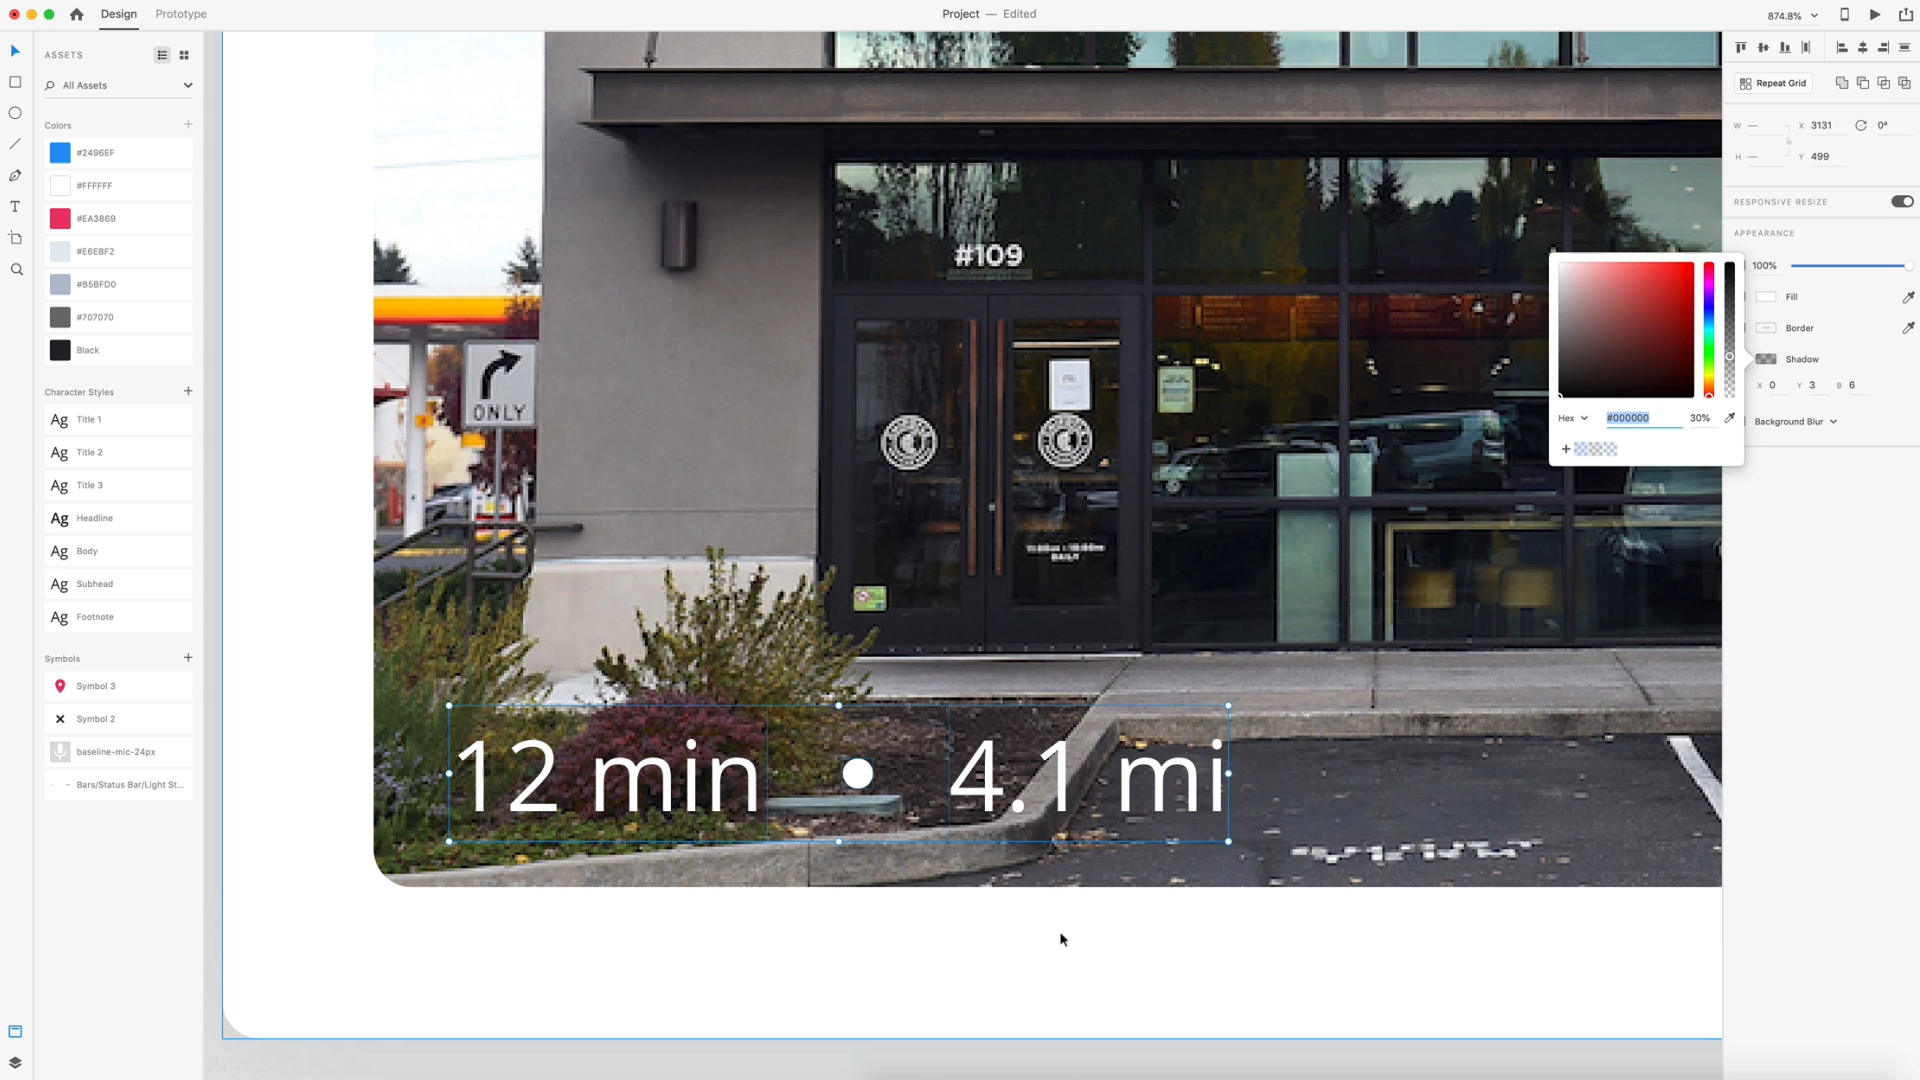 Design
Prototype
Project — Edited
874.8%
ASSETS
All Assets
Colors
#2496EF
#FFFFFF
#EA3869
#E6EBF2
#B5BFD0
#707070
Black
Character Styles
Ag Title 1
Ag Title 2
Ag Title 3
Ag Headline
Ag Body
Ag Subhead
Ag Footnote
Symbols
Symbol 3
Symbol 2
baseline-mic-24px
Bars/Status Bar/Light St...
#109
ONLY
DAILY
12 min • 4.1 mi
Repeat Grid
W — X 3131 0°
H — Y 499
RESPONSIVE RESIZE
APPEARANCE
100%
Fill
Border
Shadow
X 0 Y 3 B 6
Background Blur
Hex #000000 30%